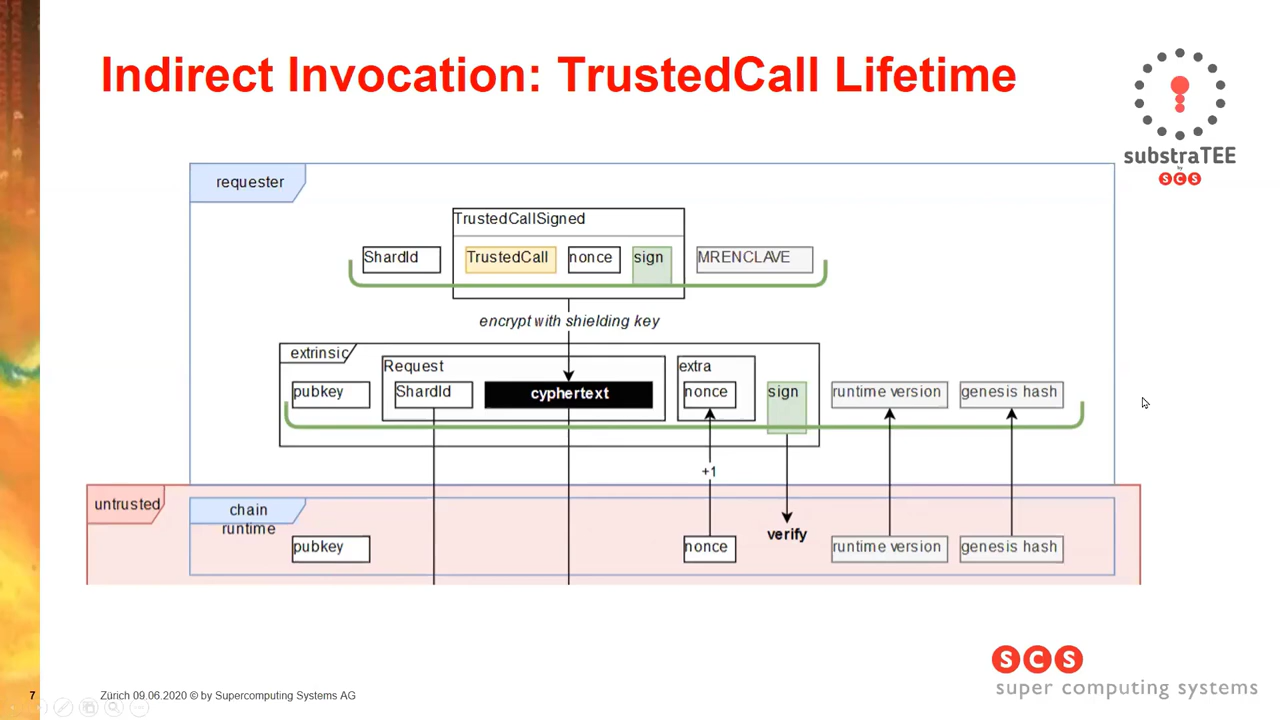 Indirect Invocation: TrustedCall Lifetime
substraTEE
by
SCS
requester
TrustedCallSigned
ShardId
TrustedCall
nonce
sign
MRENCLAVE
encrypt with shielding key
extrinsic
Request
extra
pubkey
ShardId
cyphertext
nonce
sign
runtime version
genesis hash
+1
untrusted
chain
runtime
verify
pubkey
nonce
runtime version
genesis hash
SCS
super computing systems
7
Zürich 09.06.2020 © by Supercomputing Systems AG